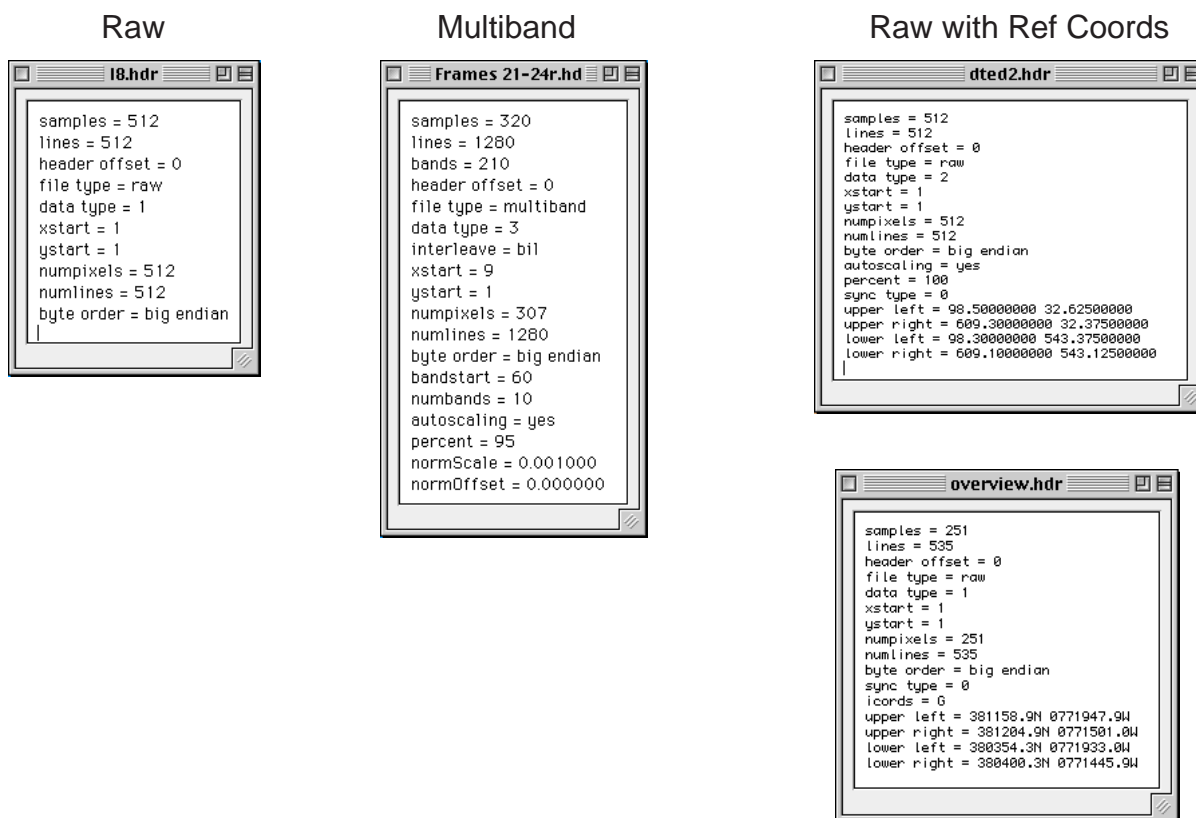 Raw
l8.hdr
samples = 512
lines = 512
header offset = 0
file type = raw
data type = 1
xstart = 1
ystart = 1
numpixels = 512
numlines = 512
byte order = big endian
Multiband
Frames 21-24r.hd
samples = 320
lines = 1280
bands = 210
header offset = 0
file type = multiband
data type = 3
interleave = bil
xstart = 9
ystart = 1
numpixels = 307
numlines = 1280
byte order = big endian
bandstart = 60
numbands = 10
autoscaling = yes
percent = 95
normScale = 0.001000
normOffset = 0.000000
Raw with Ref Coords
dted2.hdr
samples = 512
lines = 512
header offset = 0
file type = raw
data type = 2
xstart = 1
ystart = 1
numpixels = 512
numlines = 512
byte order = big endian
autoscaling = yes
percent = 100
sync type = 0
upper left = 98.50000000 32.62500000
upper right = 609.30000000 32.37500000
lower left = 98.30000000 543.37500000
lower right = 609.10000000 543.12500000
overview.hdr
samples = 251
lines = 535
header offset = 0
file type = raw
data type = 1
xstart = 1
ystart = 1
numpixels = 251
numlines = 535
byte order = big endian
sync type = 0
icords = G
upper left = 381158.9N 0771947.9W
upper right = 381204.9N 0771501.0W
lower left = 380354.3N 0771933.0W
lower right = 380400.3N 0771445.9W